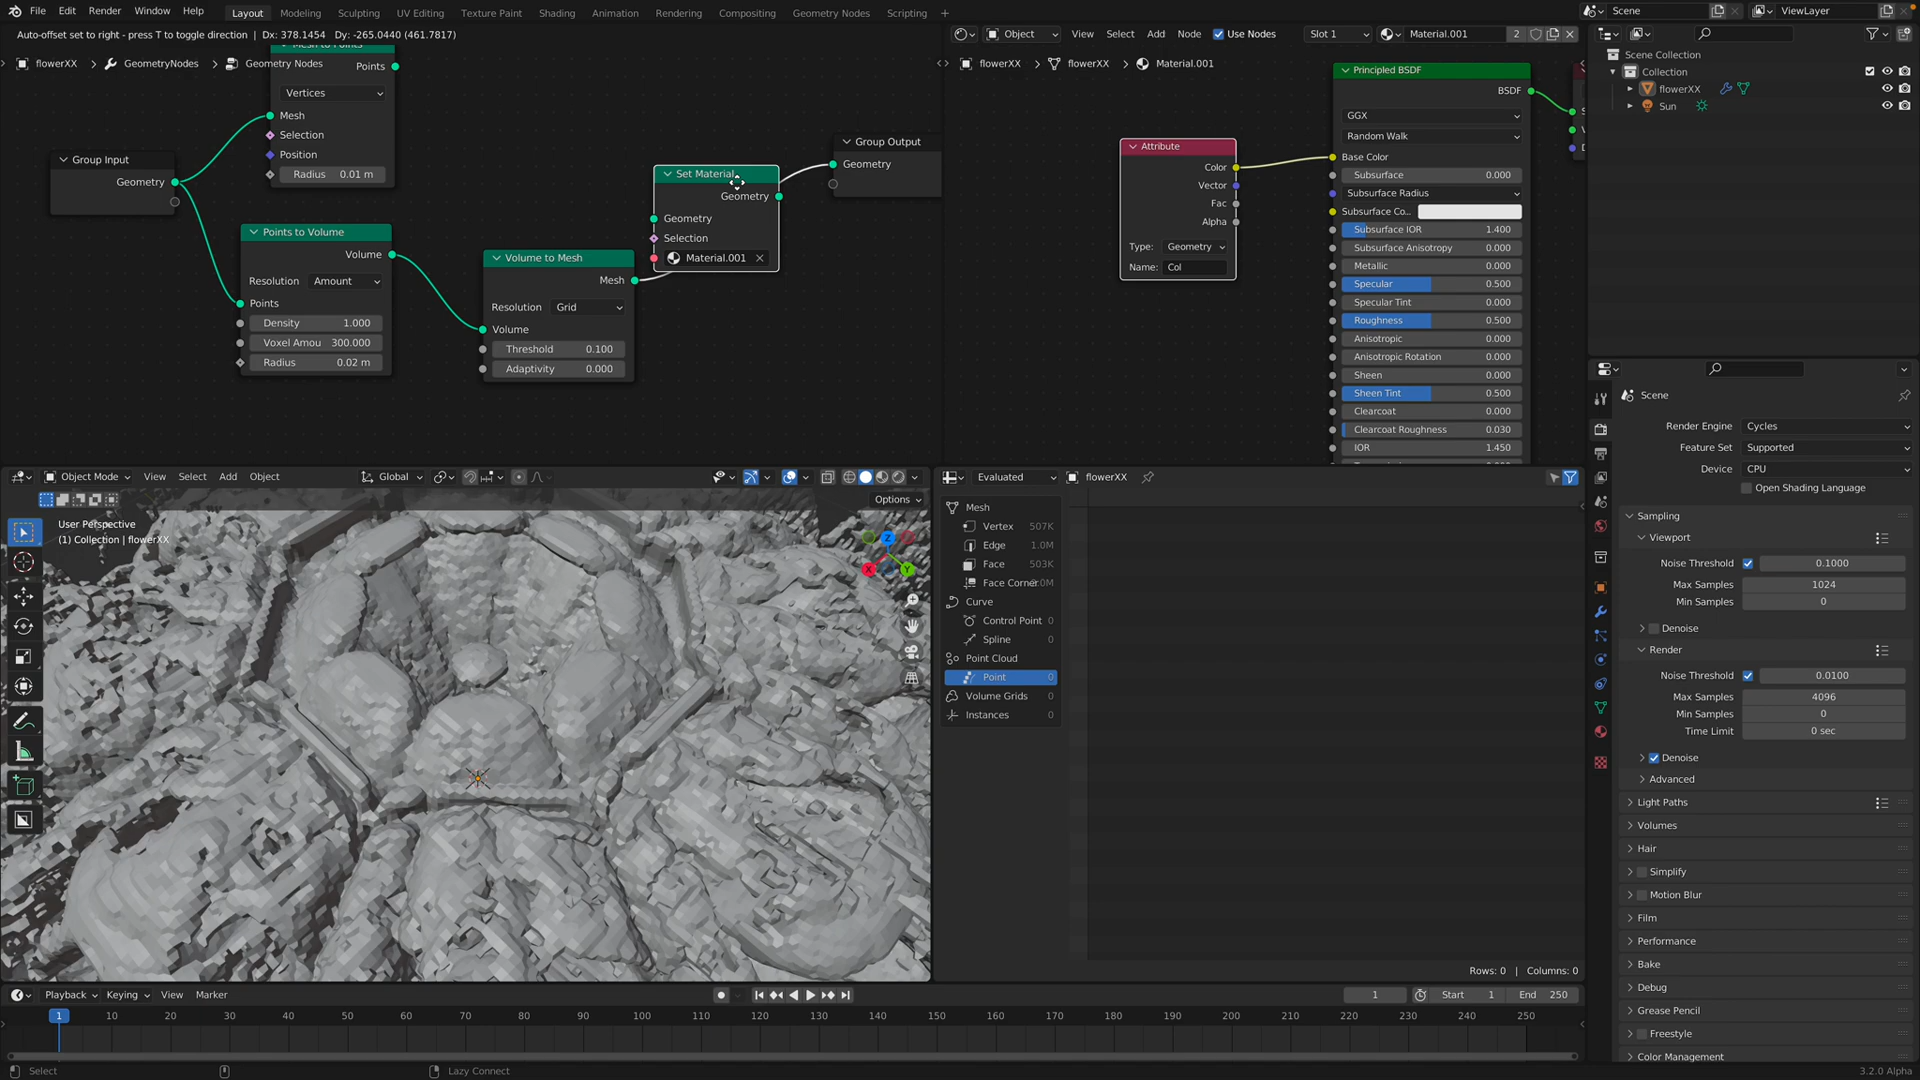 File Edit Render Window Help
Layout Modeling Sculpting UV Editing Texture Paint Shading Animation Rendering Compositing Geometry Nodes Scripting +
Scene ViewLayer
Auto-offset set to right - press T to toggle direction | Dx: 378.1454 Dy: -265.0440 (461.7817)
flowerXX GeometryNodes Geometry Nodes
Mesh to Points
Points
Vertices
Mesh
Selection
Position
Radius 0.01 m
Group Input
Geometry
Points to Volume
Volume
Resolution Amount
Points
Density 1.000
Voxel Amou 300.000
Radius 0.02 m
Volume to Mesh
Mesh
Resolution Grid
Volume
Threshold 0.100
Adaptivity 0.000
Set Material
Geometry
Geometry
Selection
Material.001
Group Output
Geometry
Object View Select Add Node Use Nodes Slot 1 Material.001 2
flowerXX flowerXX Material.001
Attribute
Color
Vector
Fac
Alpha
Type: Geometry
Name: Col
Principled BSDF
BSDF
GGX
Random Walk
Base Color
Subsurface 0.000
Subsurface Radius
Subsurface Co...
Subsurface IOR 1.400
Subsurface Anisotropy 0.000
Metallic 0.000
Specular 0.500
Specular Tint 0.000
Roughness 0.500
Anisotropic 0.000
Anisotropic Rotation 0.000
Sheen 0.000
Sheen Tint 0.500
Clearcoat 0.000
Clearcoat Roughness 0.030
IOR 1.450
Scene Collection
Collection
flowerXX
Sun
Scene
Render Engine Cycles
Feature Set Supported
Device CPU
Open Shading Language
Sampling
Viewport
Noise Threshold 0.1000
Max Samples 1024
Min Samples 0
Denoise
Render
Noise Threshold 0.0100
Max Samples 4096
Min Samples 0
Time Limit 0 sec
Denoise
Advanced
Light Paths
Volumes
Hair
Simplify
Motion Blur
Film
Performance
Bake
Debug
Grease Pencil
Freestyle
Color Management
Object Mode View Select Add Object Global
Options
User Perspective
(1) Collection | flowerXX
Z
X Y
Evaluated flowerXX
Mesh
Vertex 507K
Edge 1.0M
Face 503K
Face Corner
Curve
Control Point 0
Spline 0
Point Cloud
Point 0
Volume Grids 0
Instances 0
Rows: 0 | Columns: 0
Playback Keying View Marker
1 Start 1 End 250
1 10 20 30 40 50 60 70 80 90 100 110 120 130 140 150 160 170 180 190 200 210 220 230 240 250
Select Lazy Connect 3.2.0 Alpha